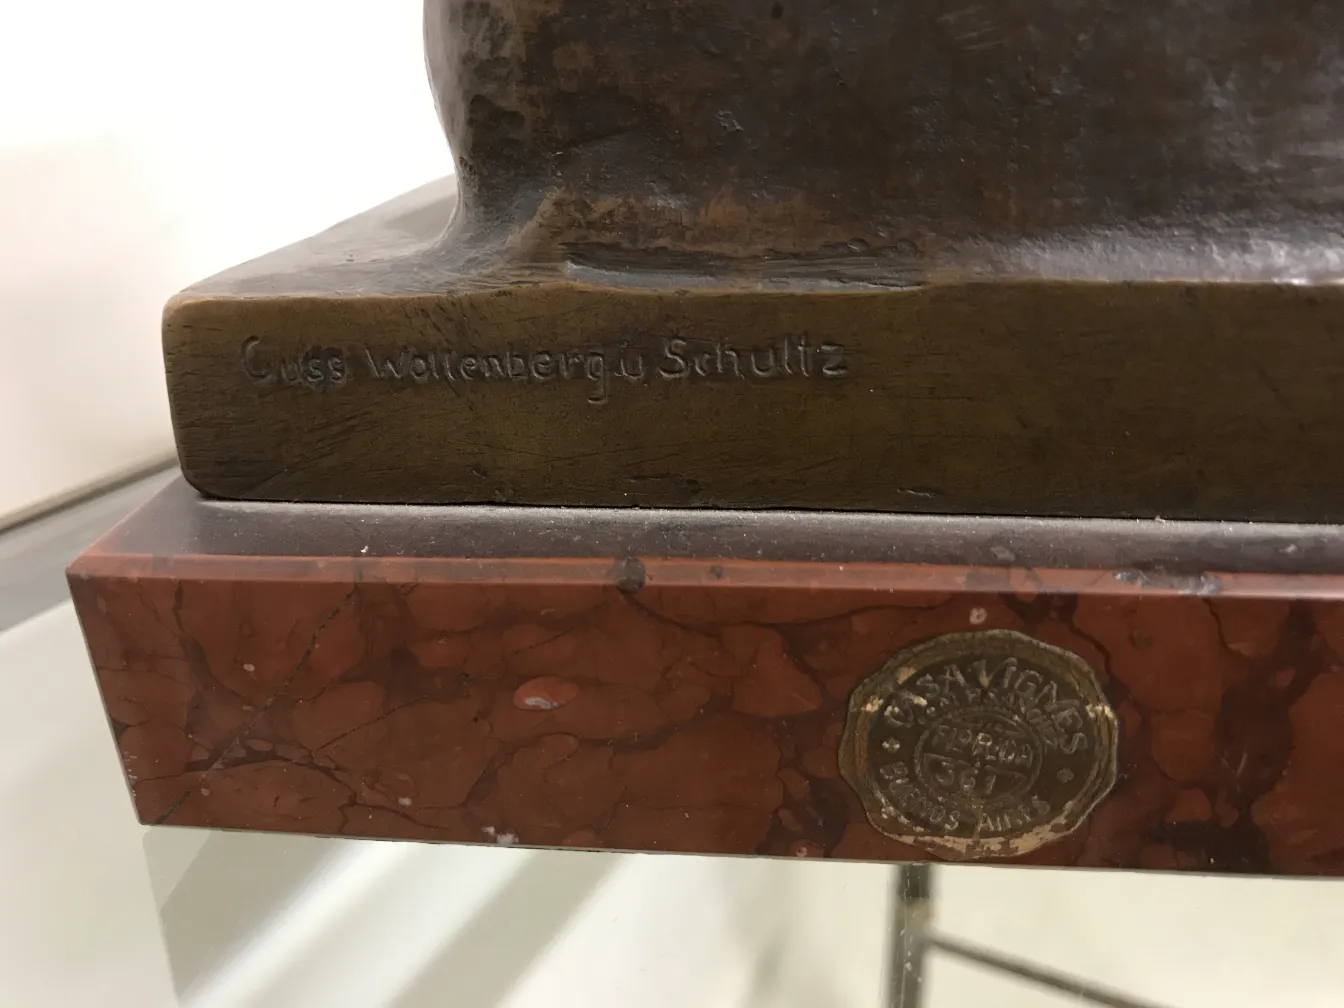 Guss Wollenberg u Schultz
CASA VIGNES
FLORIDA
361
BUENOS AIRES